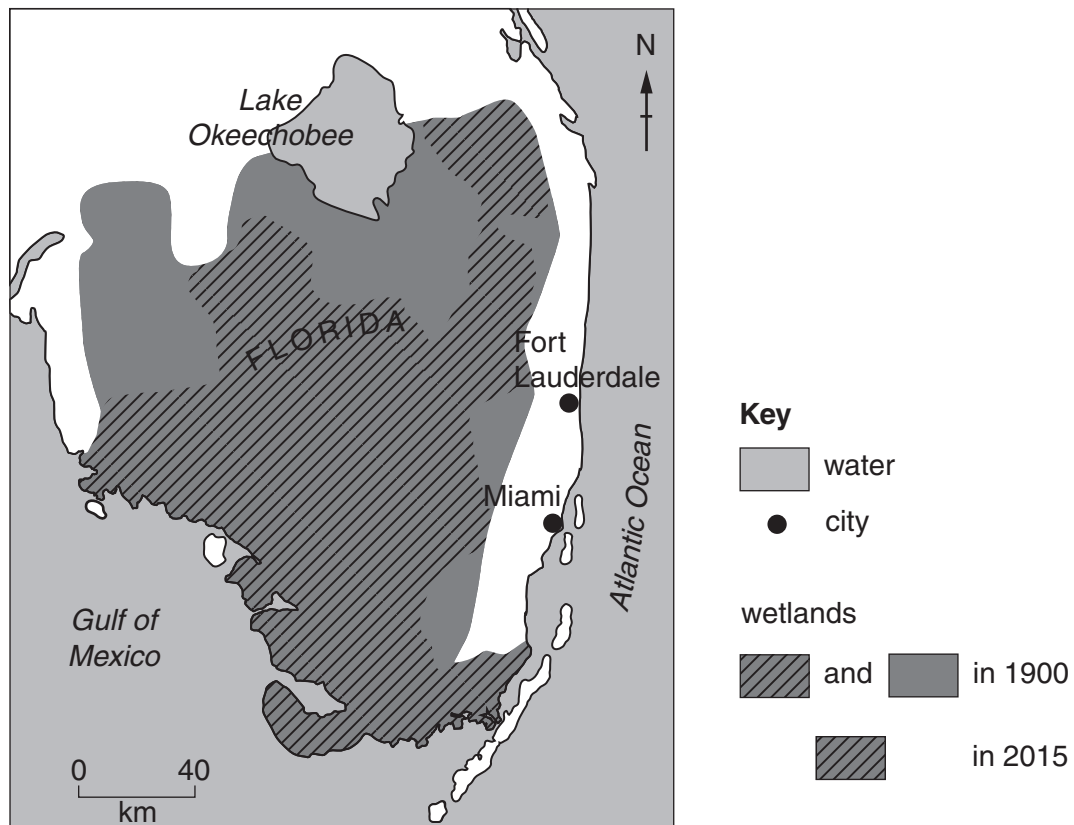 N
Lake
Okeechobee
FLORIDA
Fort
Lauderdale
Miami
Atlantic Ocean
Gulf of
Mexico
0 40
km
Key
water
city
wetlands
and in 1900
in 2015